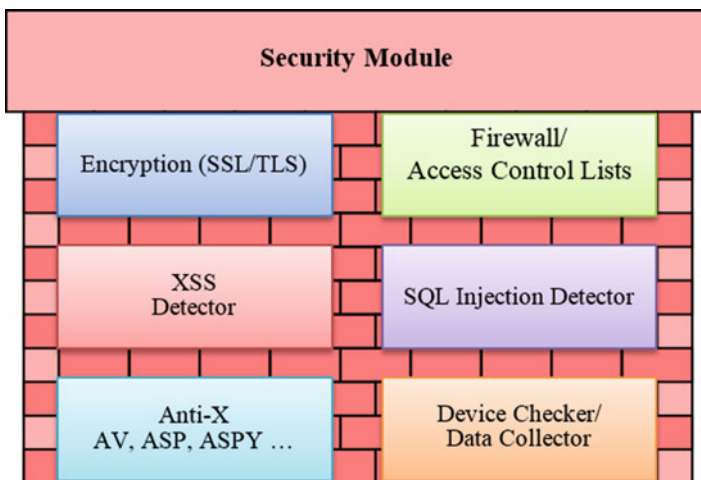 Security Module
Encryption (SSL/TLS)
Firewall/
Access Control Lists
XSS
Detector
SQL Injection Detector
Anti-X
AV, ASP, ASPY ...
Device Checker/
Data Collector